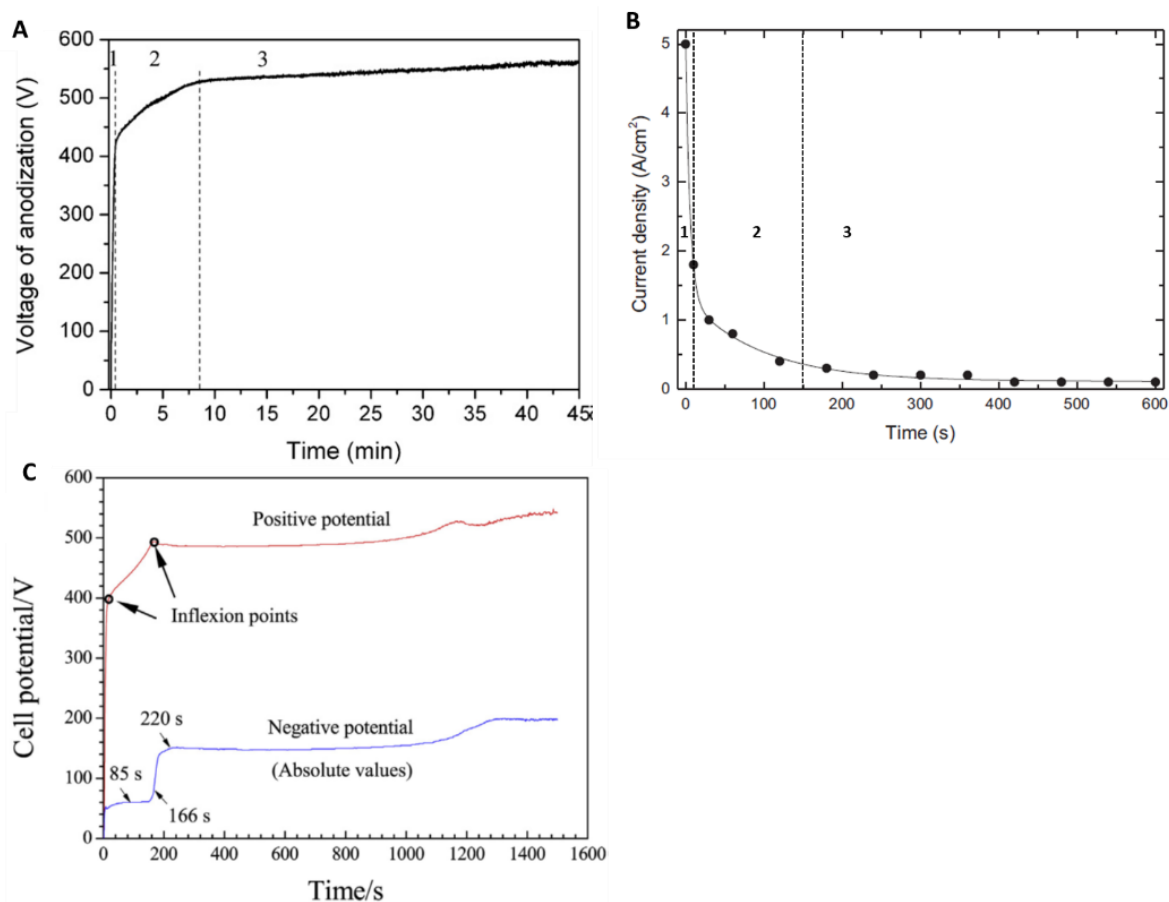 A
600
500
400
300
200
100
0
Voltage of anodization (V)
1 2 3
0 5 10 15 20 25 30 35 40 45
Time (min)
B
5
4
3
2
1
0
Current density (A/cm²)
1 2 3
0 100 200 300 400 500 600
Time (s)
C
600
500
400
300
200
100
0
Cell potential/V
Positive potential
Inflexion points
220 s
Negative potential
(Absolute values)
85 s
166 s
0 200 400 600 800 1000 1200 1400 1600
Time/s